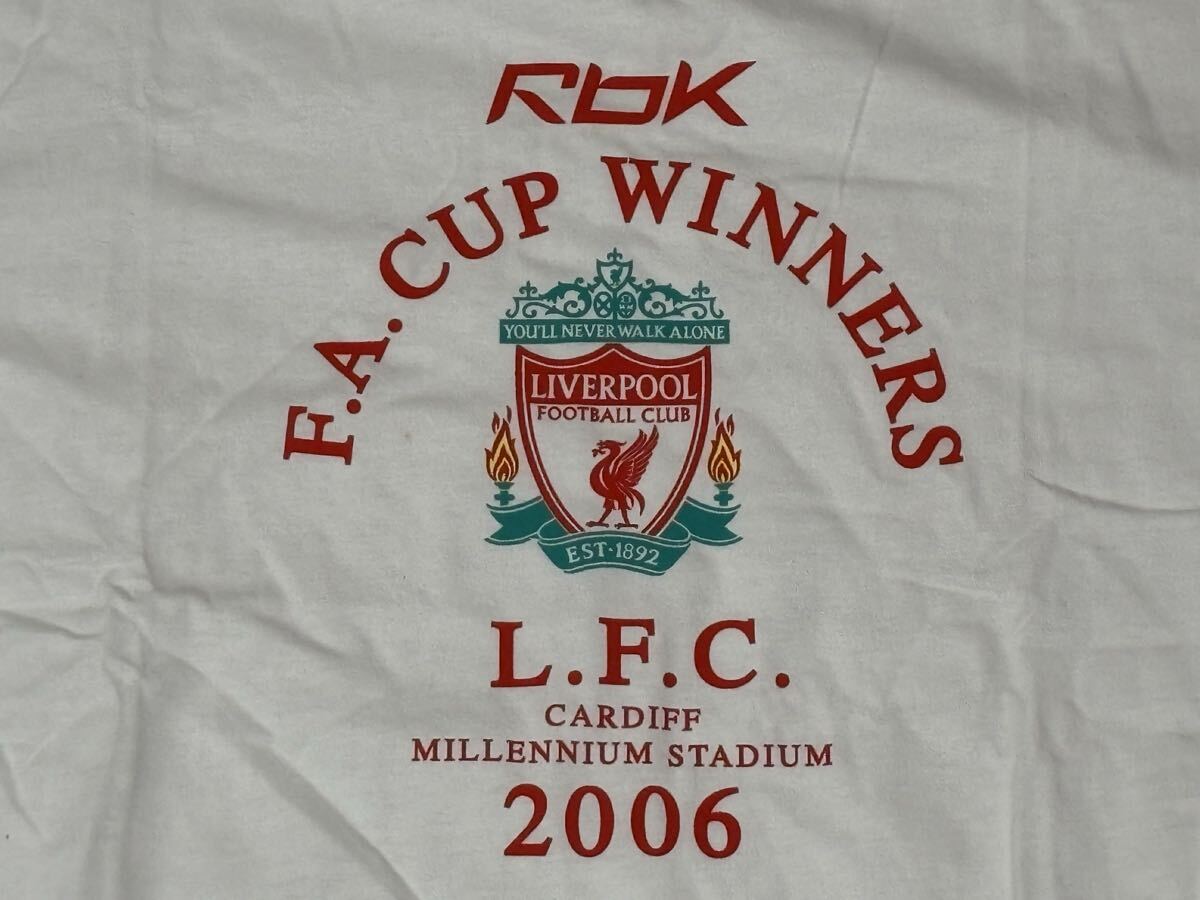 Rbk
F.A. CUP WINNERS
YOU'LL NEVER WALK ALONE
LIVERPOOL
FOOTBALL CLUB
EST·1892
L.F.C.
CARDIFF
MILLENNIUM STADIUM
2006